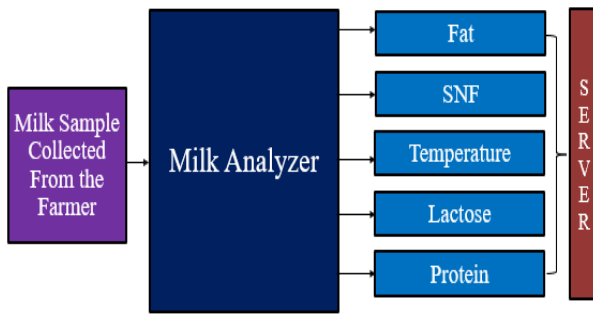 Milk Sample
Collected
From the
Farmer
Milk Analyzer
Fat
SNF
Temperature
Lactose
Protein
S
E
R
V
E
R